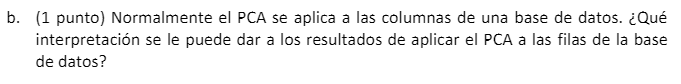 b. (1 punto) Normalmente el PCA se aplica a las columnas de una base de datos. ¿Qué
interpretación se le puede dar a los resultados de aplicar el PCA a las filas de la base
de datos?